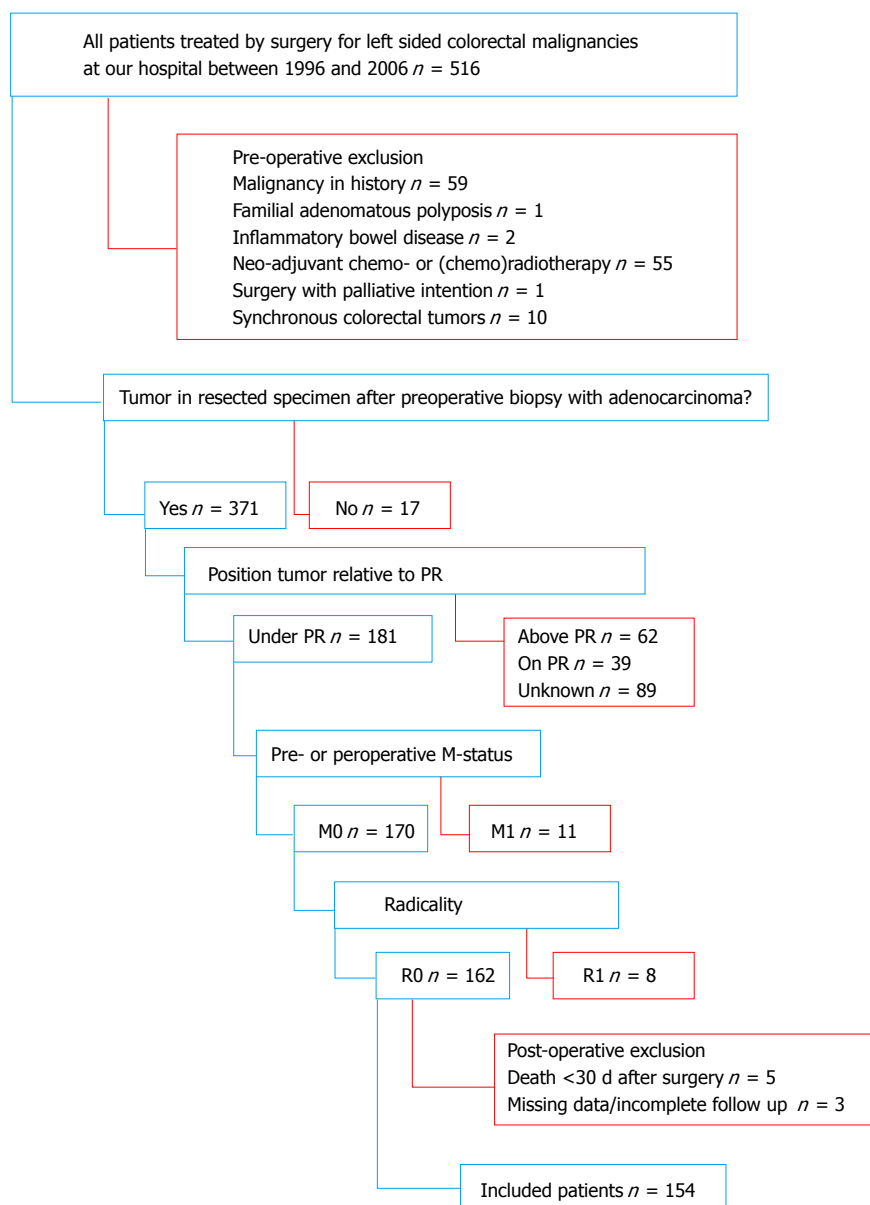 All patients treated by surgery for left sided colorectal malignancies
at our hospital between 1996 and 2006 n = 516
Pre-operative exclusion
Malignancy in history n = 59
Familial adenomatous polyposis n = 1
Inflammatory bowel disease n = 2
Neo-adjuvant chemo- or (chemo)radiotherapy n = 55
Surgery with palliative intention n = 1
Synchronous colorectal tumors n = 10
Tumor in resected specimen after preoperative biopsy with adenocarcinoma?
Yes n = 371
No n = 17
Position tumor relative to PR
Under PR n = 181
Above PR n = 62
On PR n = 39
Unknown n = 89
Pre- or peroperative M-status
M0 n = 170
M1 n = 11
Radicality
R0 n = 162
R1 n = 8
Post-operative exclusion
Death <30 d after surgery n = 5
Missing data/incomplete follow up n = 3
Included patients n = 154